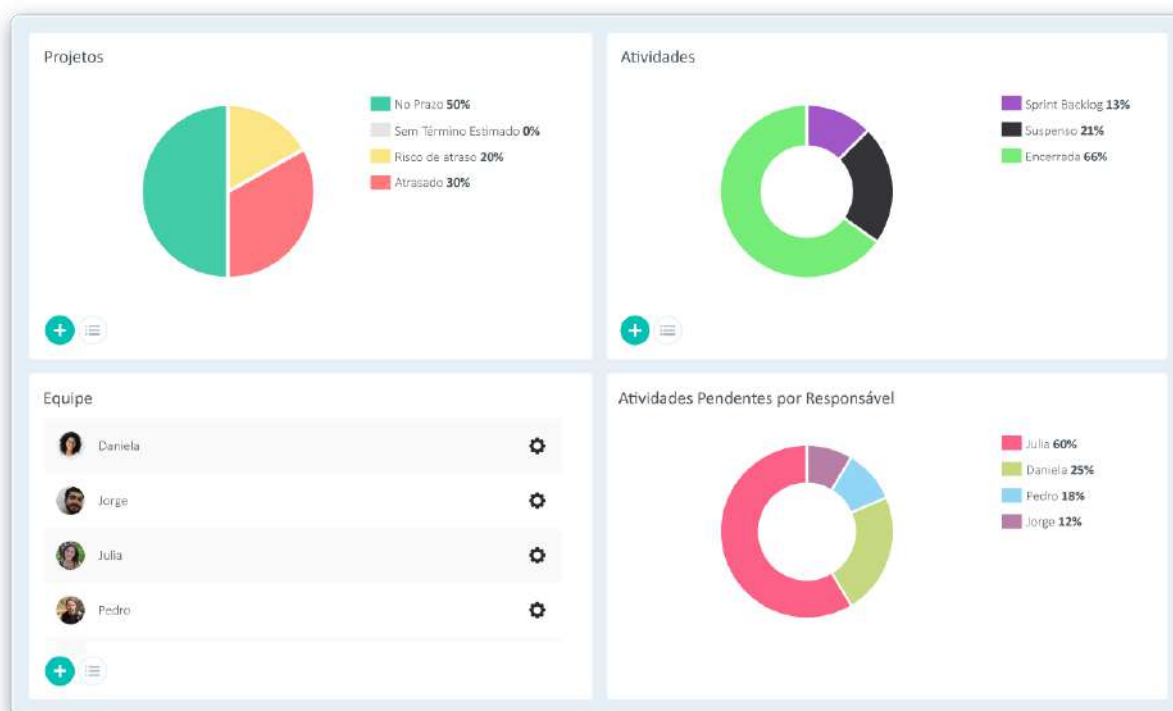 Projetos
No Prazo 50%
Sem Término Estimado 0%
Risco de atraso 20%
Atrasado 30%
Atividades
Sprint Backlog 13%
Suspenso 21%
Encerrada 66%
Equipe
Daniela
Jorge
Julia
Pedro
Atividades Pendentes por Responsável
Julia 60%
Daniela 25%
Pedro 18%
Jorge 12%